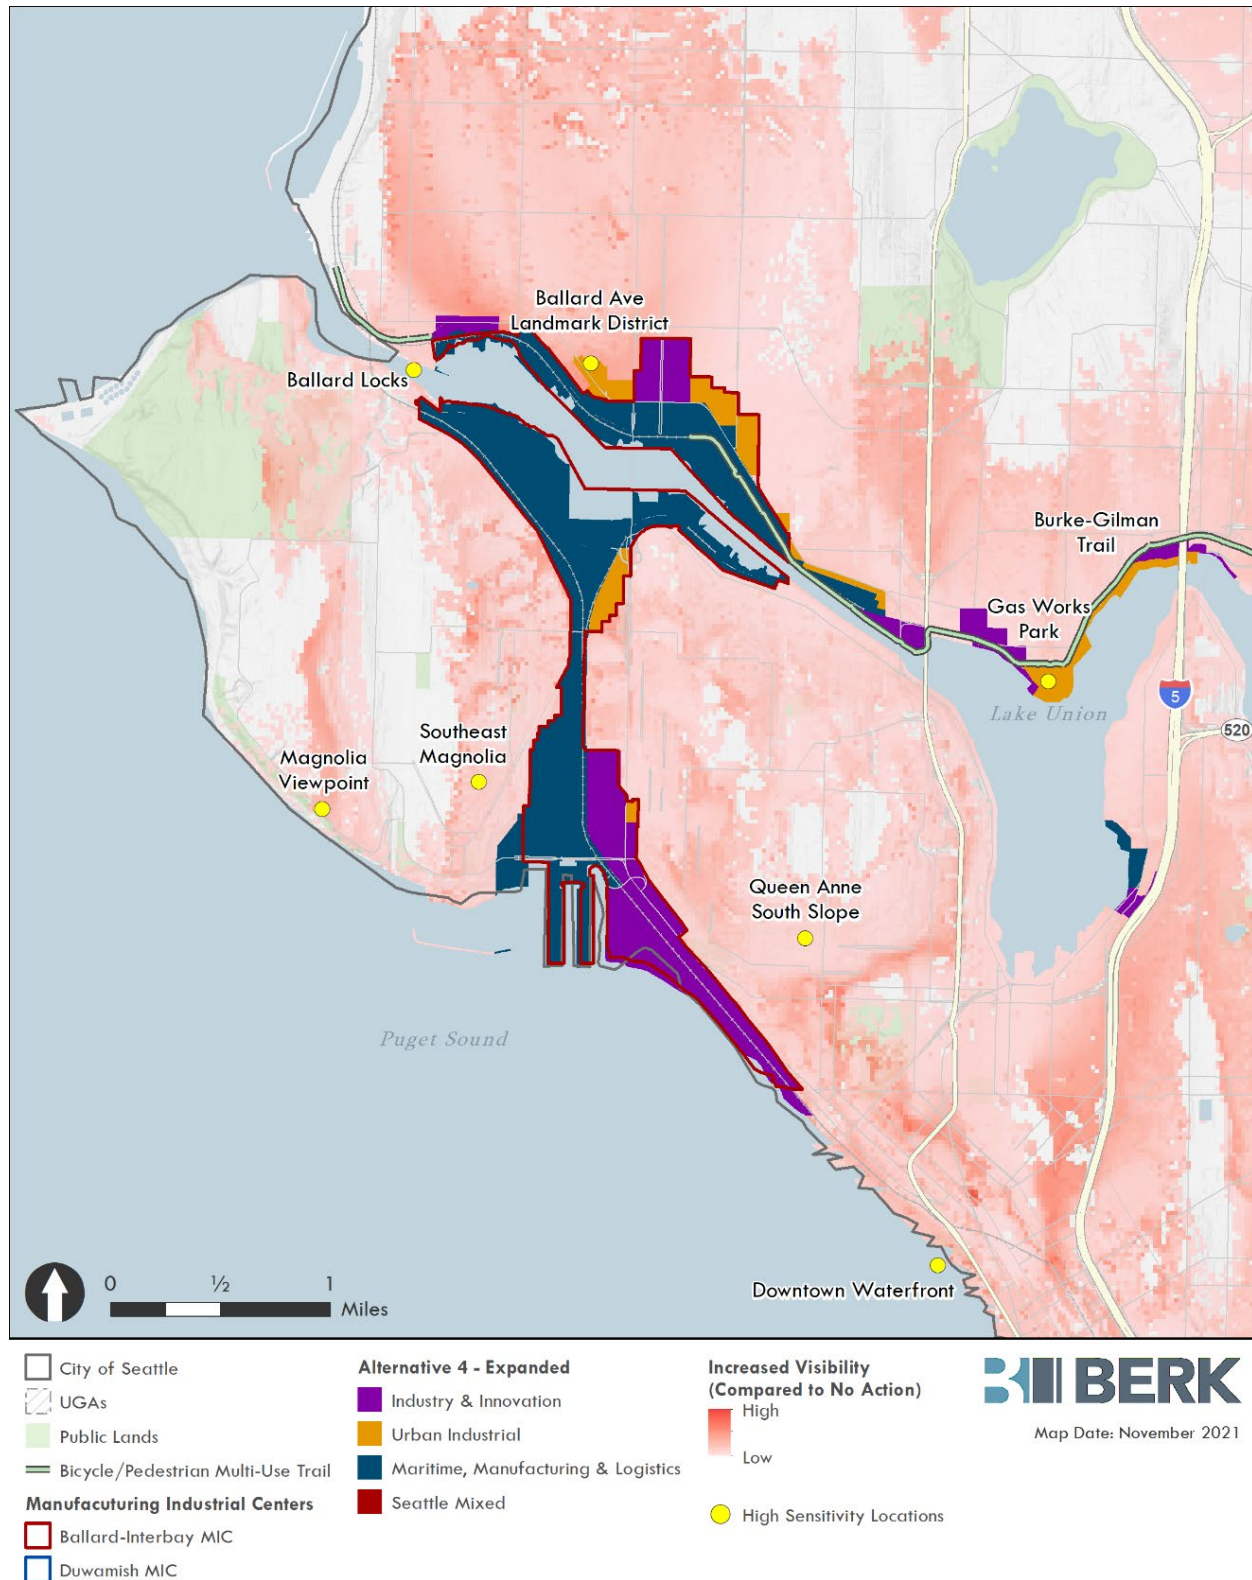 Ballard Ave
Landmark District
Ballard Locks
Burke-Gilman
Trail
Gas Works
Park
Lake Union
5
520
Southeast
Magnolia
Magnolia
Viewpoint
Queen Anne
South Slope
Puget Sound
Downtown Waterfront
0 ½ 1
Miles
City of Seattle
UGAs
Public Lands
Bicycle/Pedestrian Multi-Use Trail
Manufacuturing Industrial Centers
Ballard-Interbay MIC
Duwamish MIC
Alternative 4 - Expanded
Industry & Innovation
Urban Industrial
Maritime, Manufacturing & Logistics
Seattle Mixed
Increased Visibility
(Compared to No Action)
High
Low
High Sensitivity Locations
BERK
Map Date: November 2021